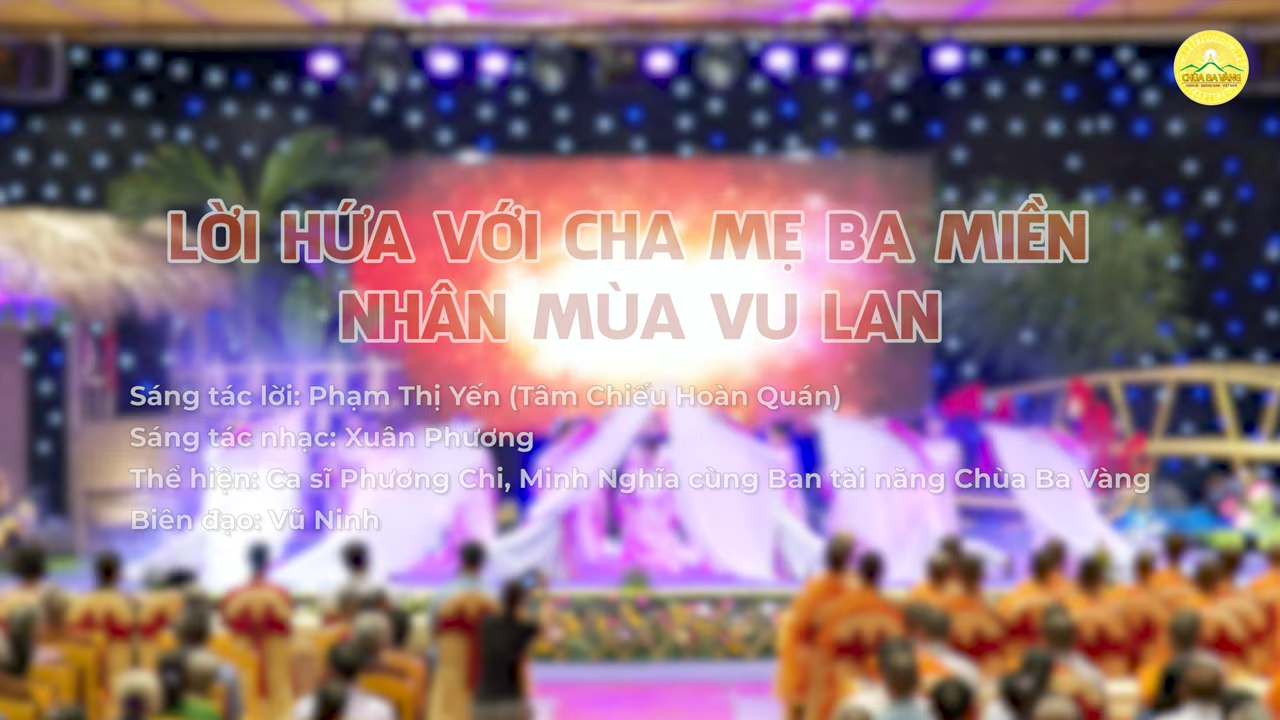 CHÙA BA VÀNG
LỜI HỨA VỚI CHA MẸ BA MIỀN
NHÂN MÙA VU LAN
Sáng tác lời: Phạm Thị Yến (Tâm Chiếu Hoàn Quán)
Sáng tác nhạc: Xuân Phương
Thể hiện: Ca sĩ Phương Chi, Minh Nghĩa cùng Ban tài năng Chùa Ba Vàng
Biên đạo: Vũ Ninh